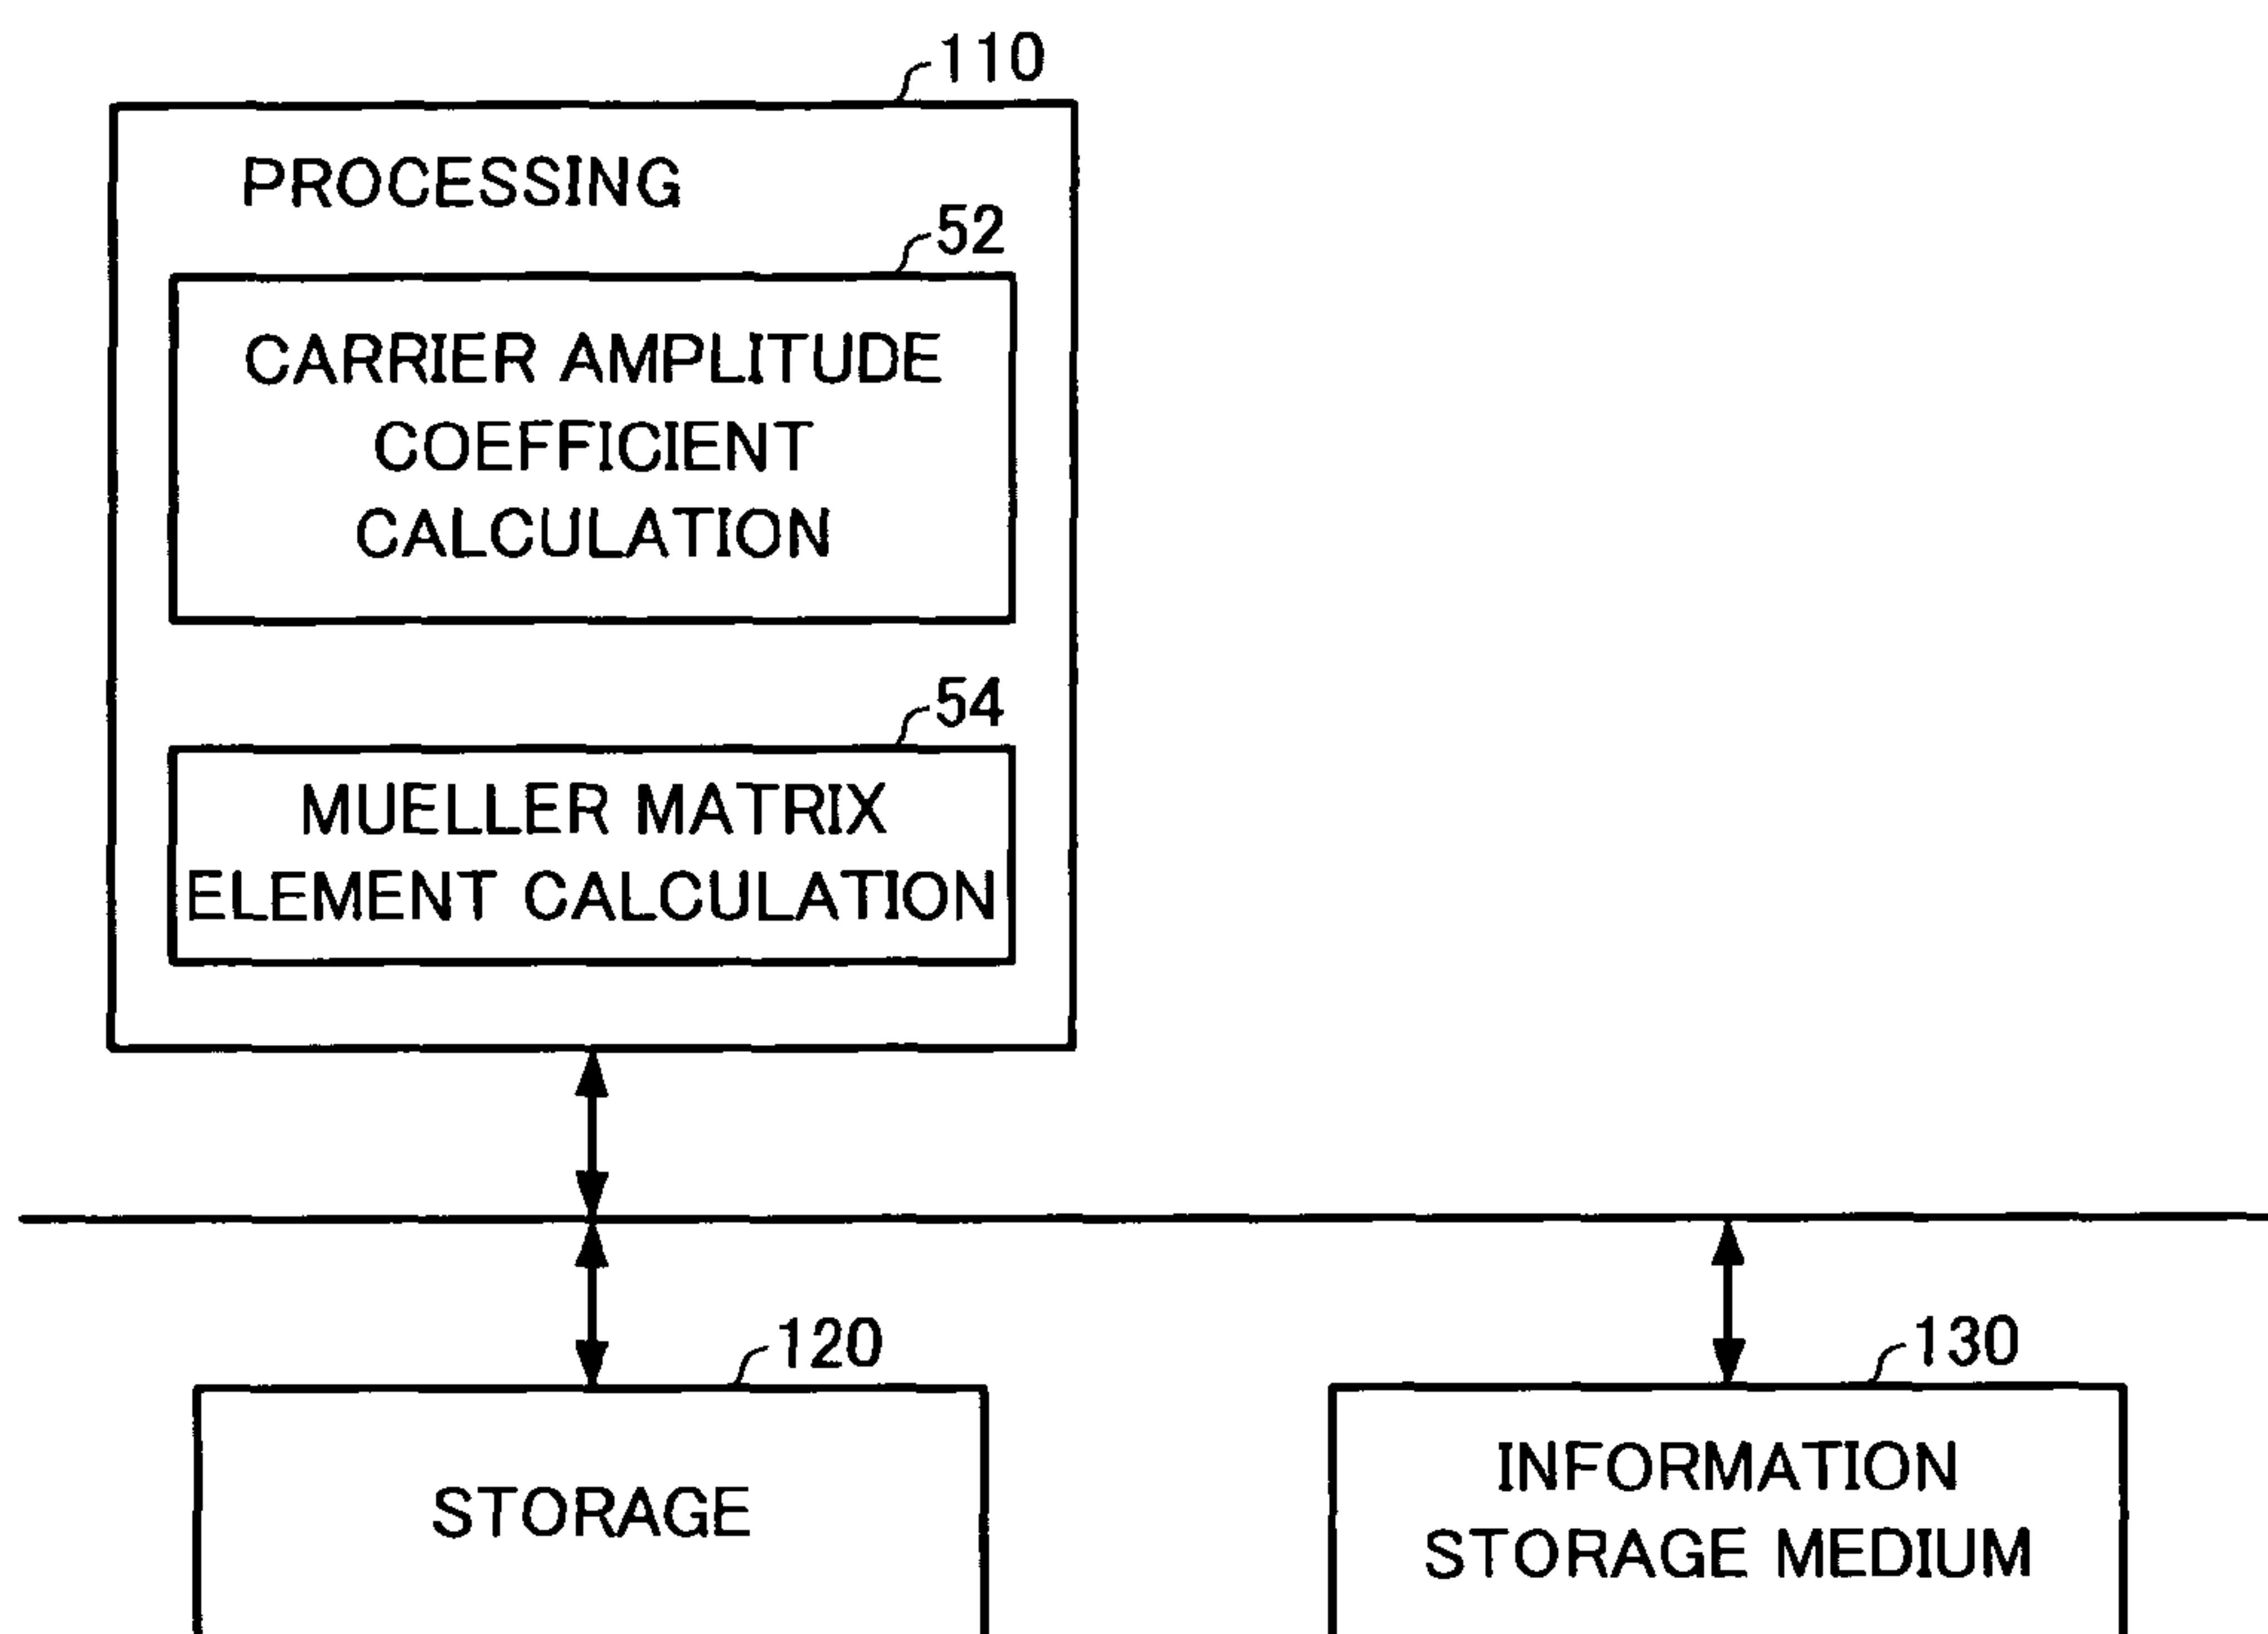 110
PROCESSING
52
CARRIER AMPLITUDE
COEFFICIENT
CALCULATION
54
MUELLER MATRIX
ELEMENT CALCULATION
120
STORAGE
130
INFORMATION
STORAGE MEDIUM